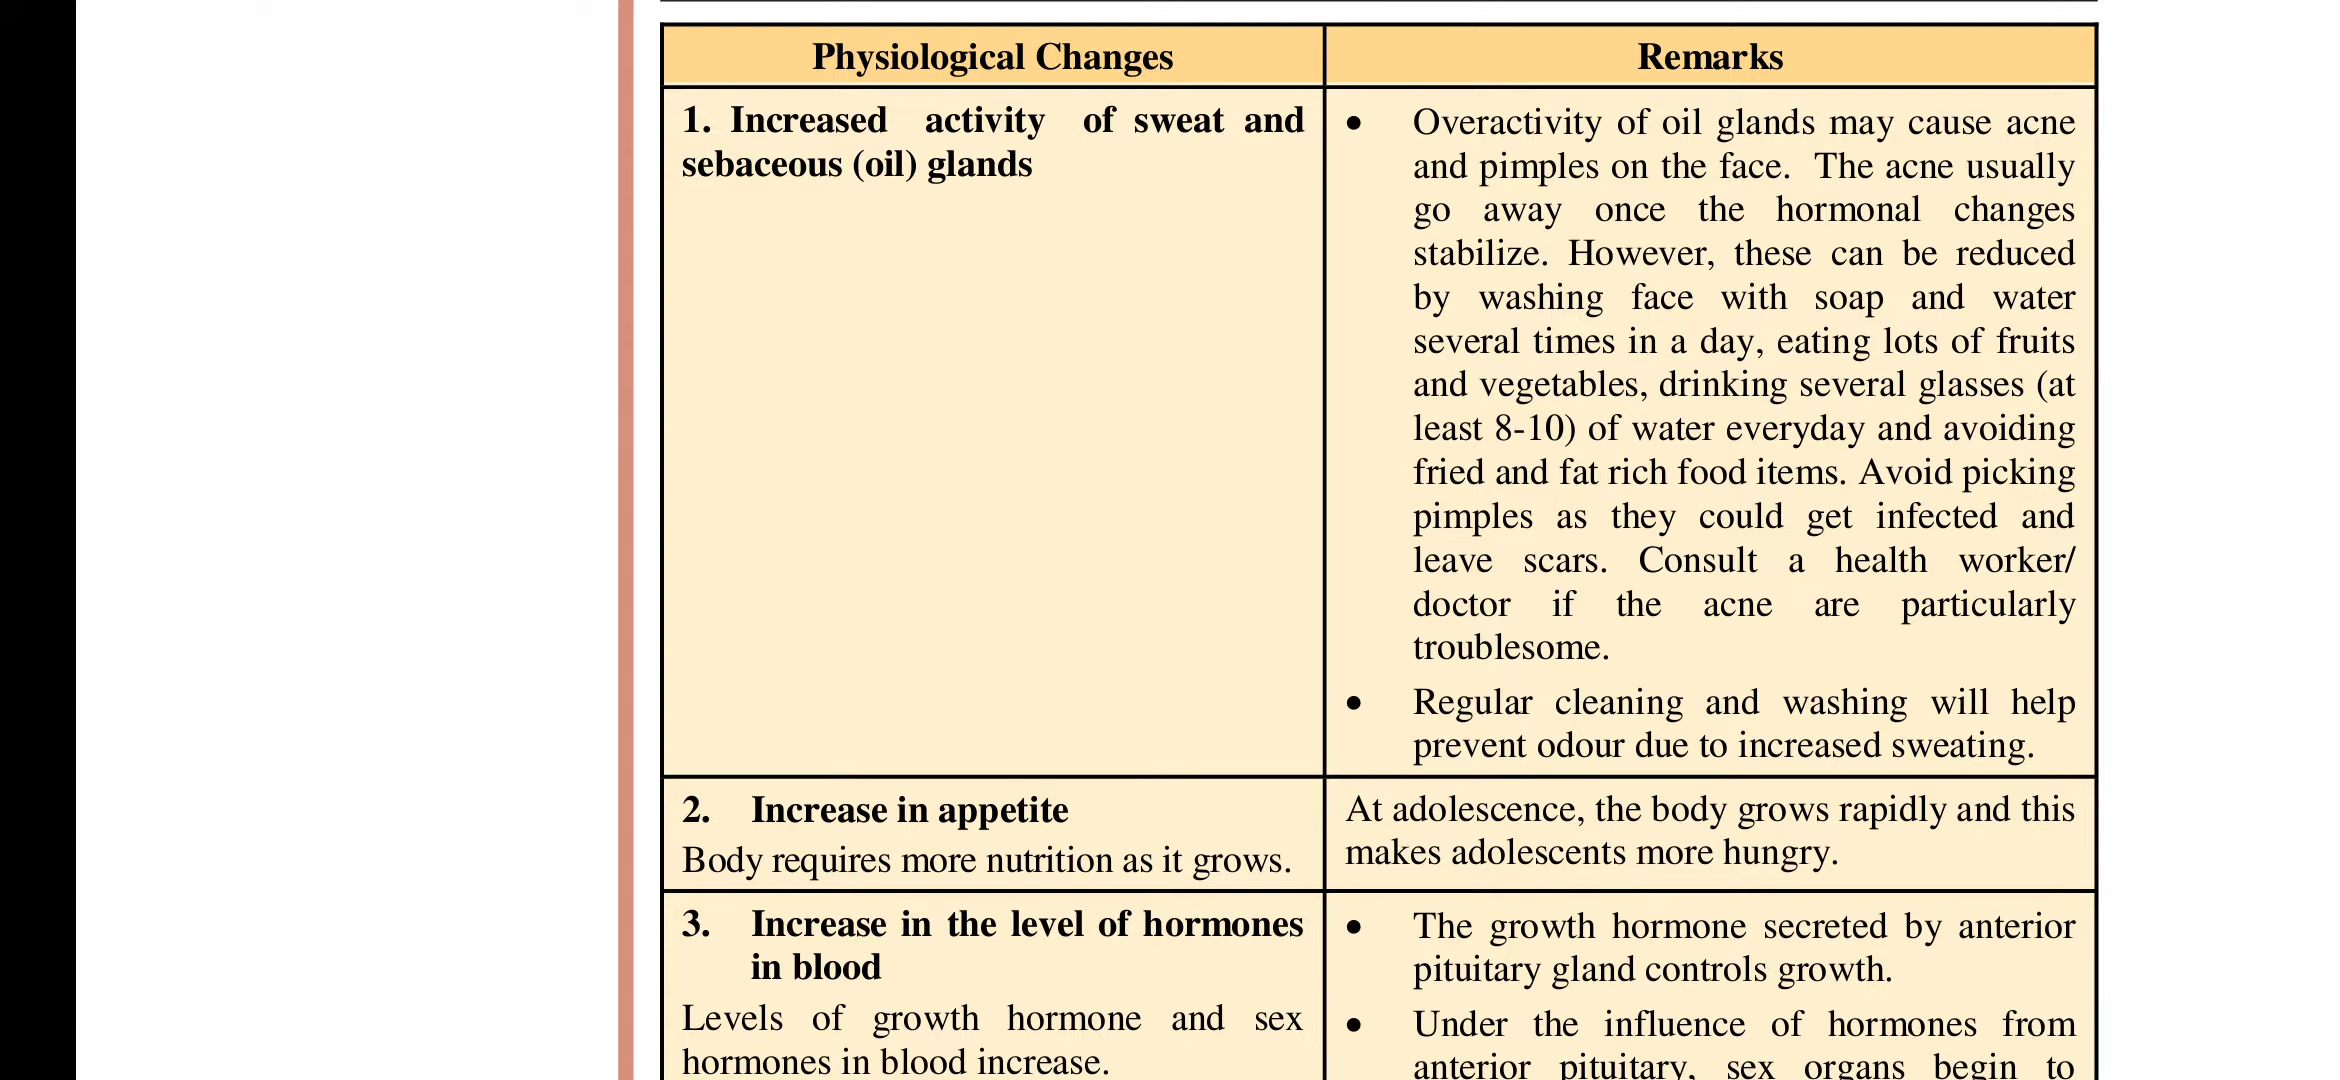 Physiological Changes
Remarks
1. Increased activity of sweat and
sebaceous (oil) glands
• Overactivity of oil glands may cause acne
and pimples on the face. The acne usually
go away once the hormonal changes
stabilize. However, these can be reduced
by washing face with soap and water
several times in a day, eating lots of fruits
and vegetables, drinking several glasses (at
least 8-10) of water everyday and avoiding
fried and fat rich food items. Avoid picking
pimples as they could get infected and
leave scars. Consult a health worker/
doctor if the acne are particularly
troublesome.
• Regular cleaning and washing will help
prevent odour due to increased sweating.
2. Increase in appetite
Body requires more nutrition as it grows.
At adolescence, the body grows rapidly and this
makes adolescents more hungry.
3. Increase in the level of hormones
in blood
Levels of growth hormone and sex
hormones in blood increase.
• The growth hormone secreted by anterior
pituitary gland controls growth.
• Under the influence of hormones from
anterior pituitary, sex organs begin to